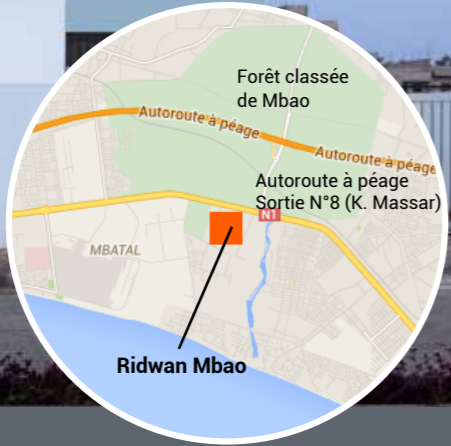 Forêt classée
de Mbao
Autoroute à péage
Autoroute à péage
Autoroute à péage
Sortie N°8 (K. Massar)
N1
MBATAL
Ridwan Mbao